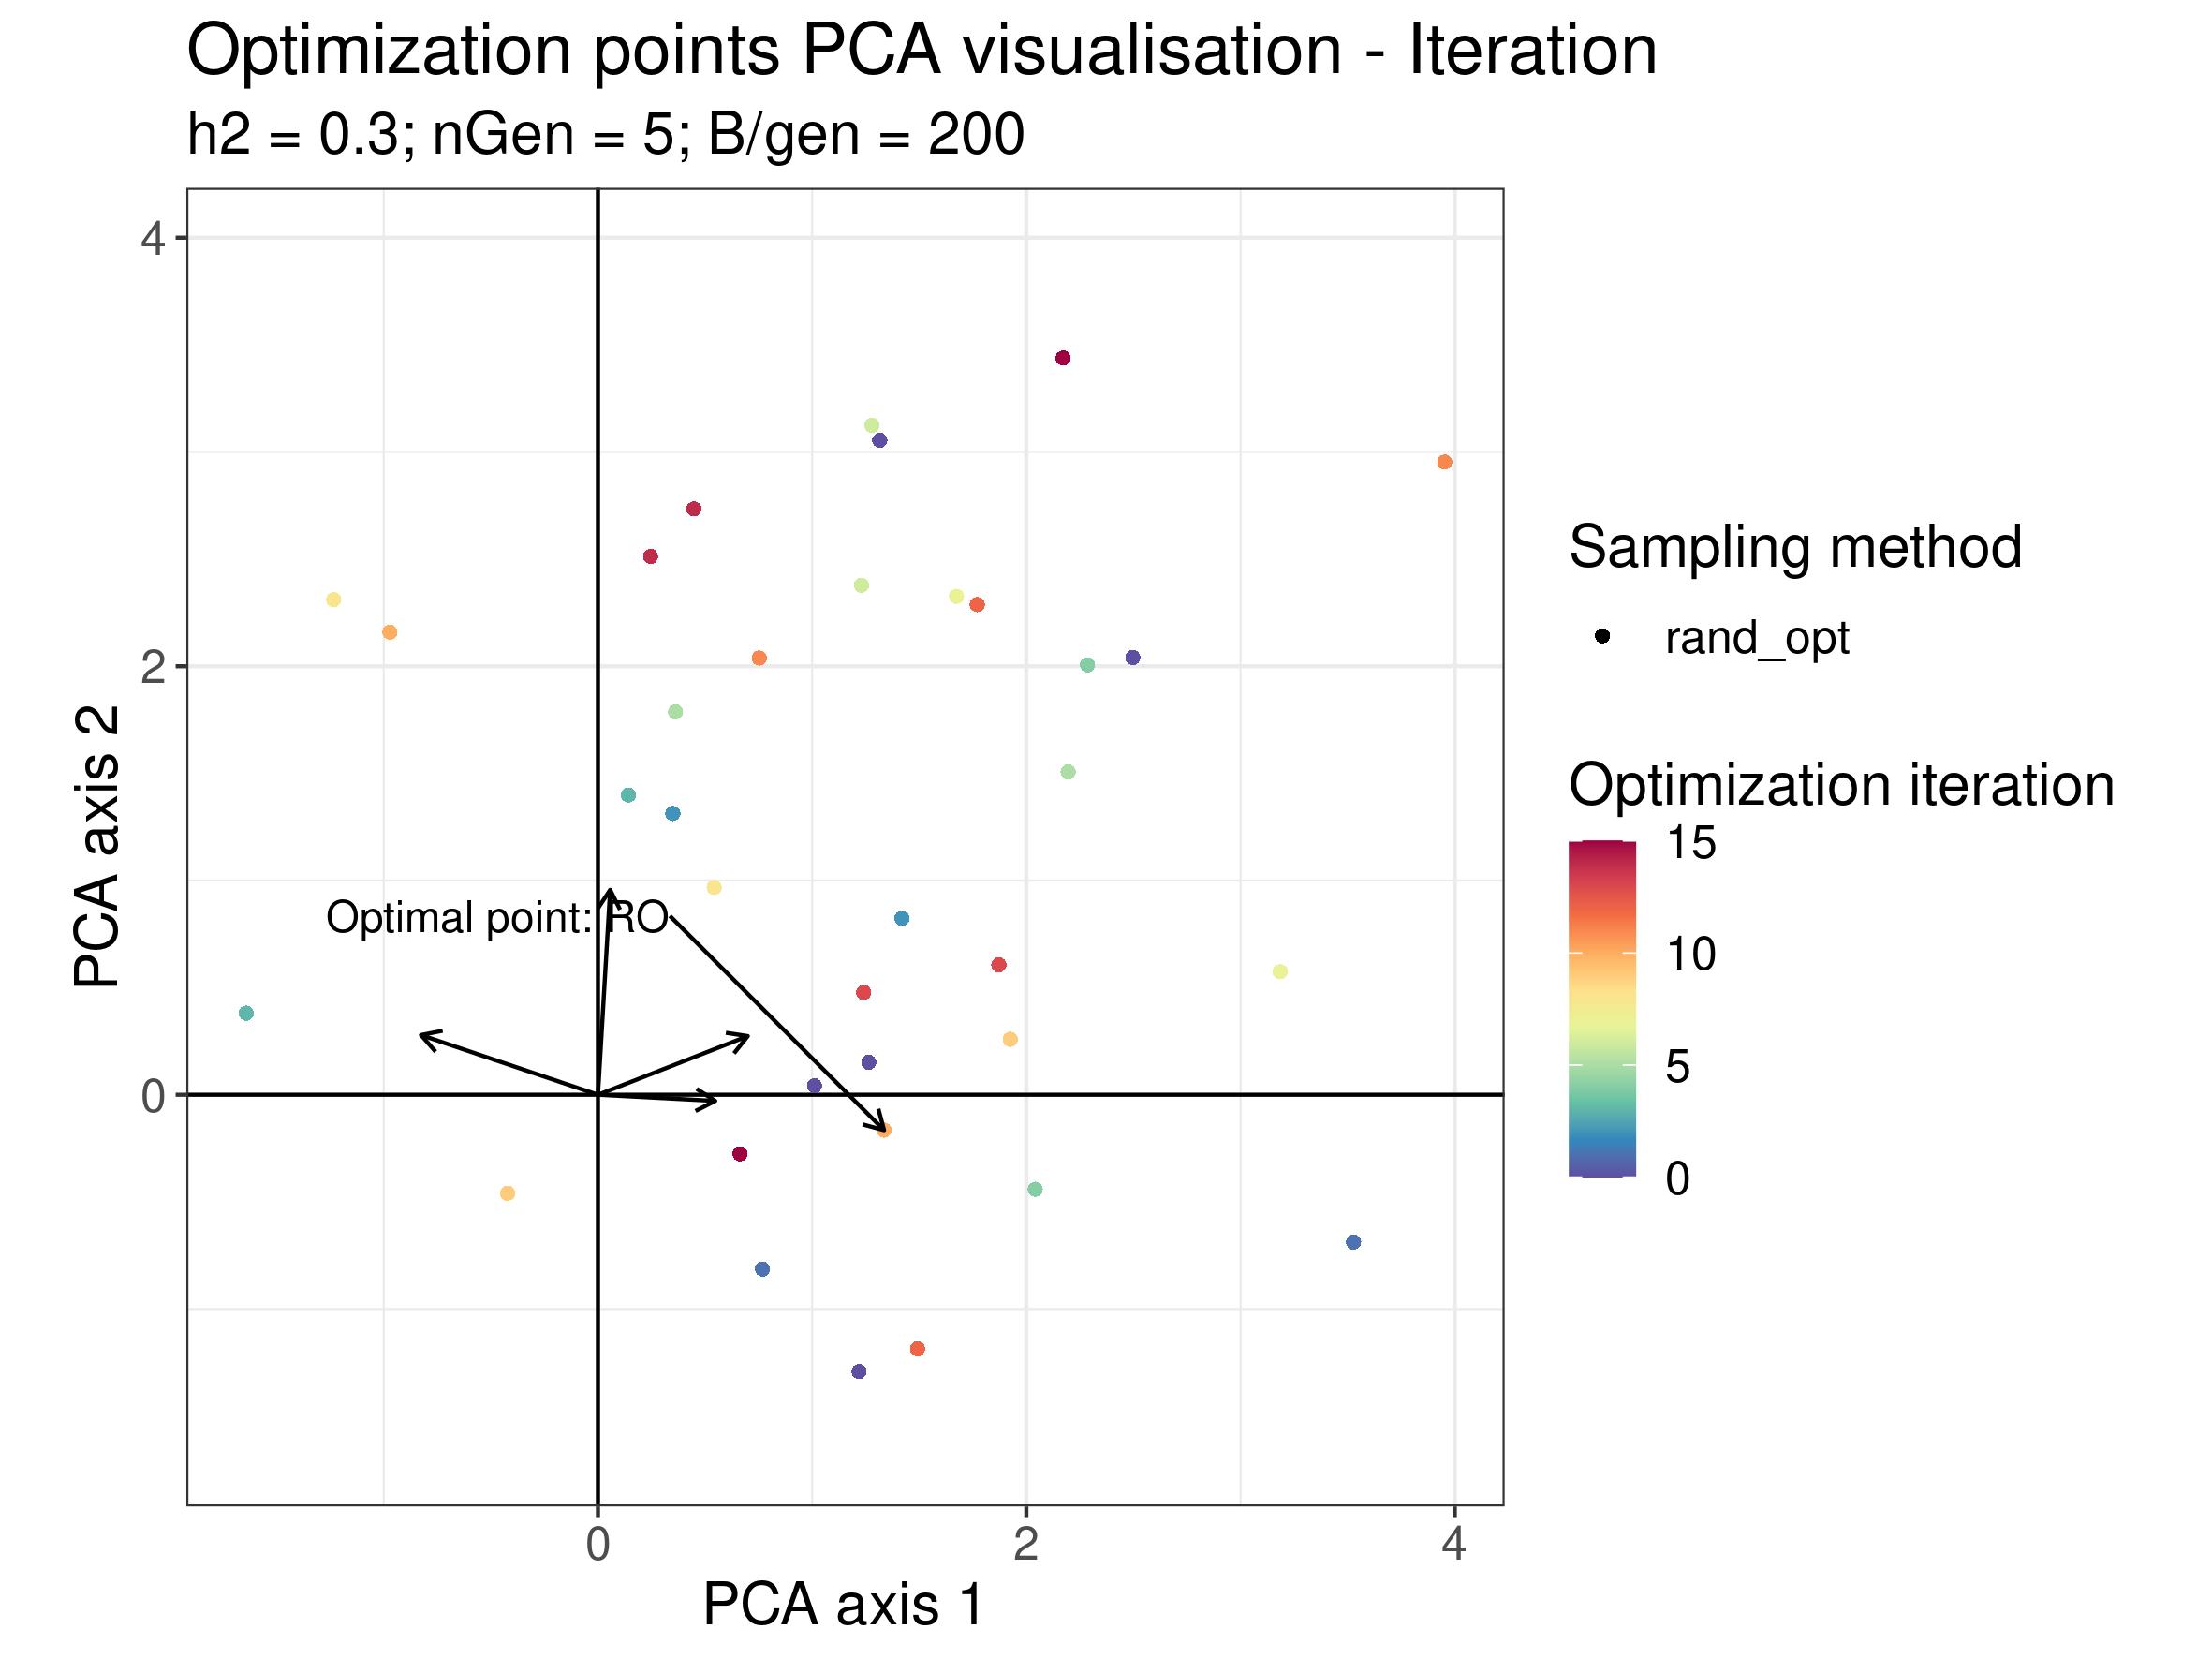 Optimization points PCA visualisation - Iteration
h2 = 0.3; nGen = 5; B/gen = 200
4
2
0
PCA axis 2
Optimal point: RO
0
2
4
PCA axis 1
Sampling method
rand_opt
Optimization iteration
15
10
5
0